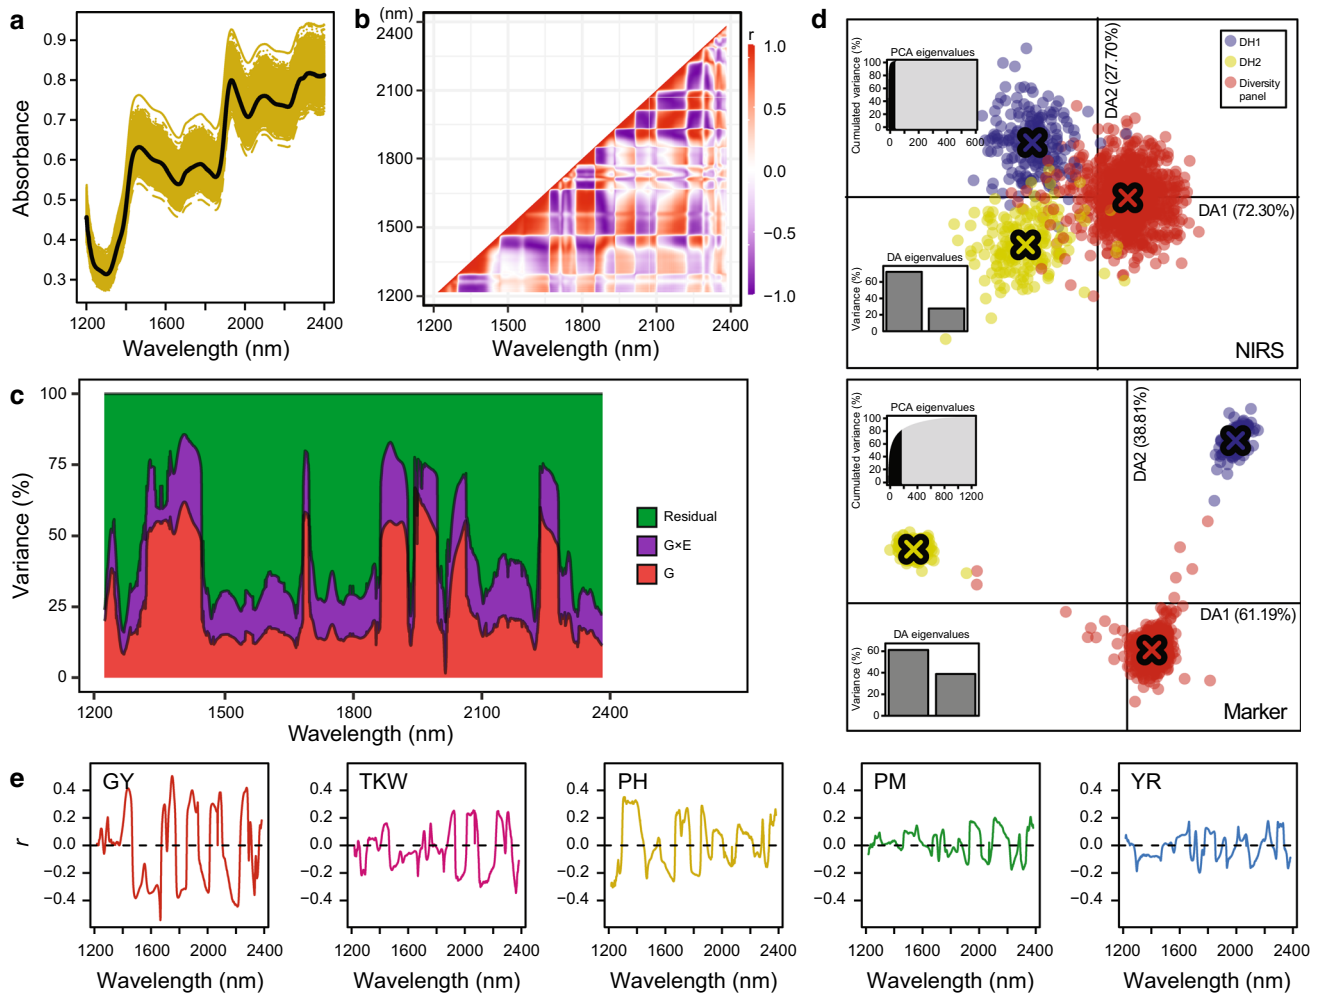 a
Absorbance
0.9
0.8
0.7
0.6
0.5
0.4
0.3
1200 1600 2000 2400
Wavelength (nm)
b
(nm)
2400
2100
1800
1500
1200
1200 1500 1800 2100 2400
Wavelength (nm)
r
1.0
0.5
0.0
−0.5
−1.0
c
Variance (%)
100
75
50
25
0
1200 1500 1800 2100 2400
Wavelength (nm)
Residual
G×E
G
d
PCA eigenvalues
Cumulated variance (%)
100
80
60
40
20
0
0 200 400 600
DA2 (27.70%)
DH1
DH2
Diversity
panel
DA1 (72.30%)
DA eigenvalues
Variance (%)
60
40
20
0
NIRS
PCA eigenvalues
Cumulated variance (%)
100
80
60
40
20
0
0 400 800 1200
DA2 (38.81%)
DA1 (61.19%)
DA eigenvalues
Variance (%)
60
40
20
0
Marker
e
r
GY
0.4
0.2
0.0
−0.2
−0.4
1200 1600 2000 2400
Wavelength (nm)
TKW
0.4
0.2
0.0
−0.2
−0.4
1200 1600 2000 2400
Wavelength (nm)
PH
0.4
0.2
0.0
−0.2
−0.4
1200 1600 2000 2400
Wavelength (nm)
PM
0.4
0.2
0.0
−0.2
−0.4
1200 1600 2000 2400
Wavelength (nm)
YR
0.4
0.2
0.0
−0.2
−0.4
1200 1600 2000 2400
Wavelength (nm)